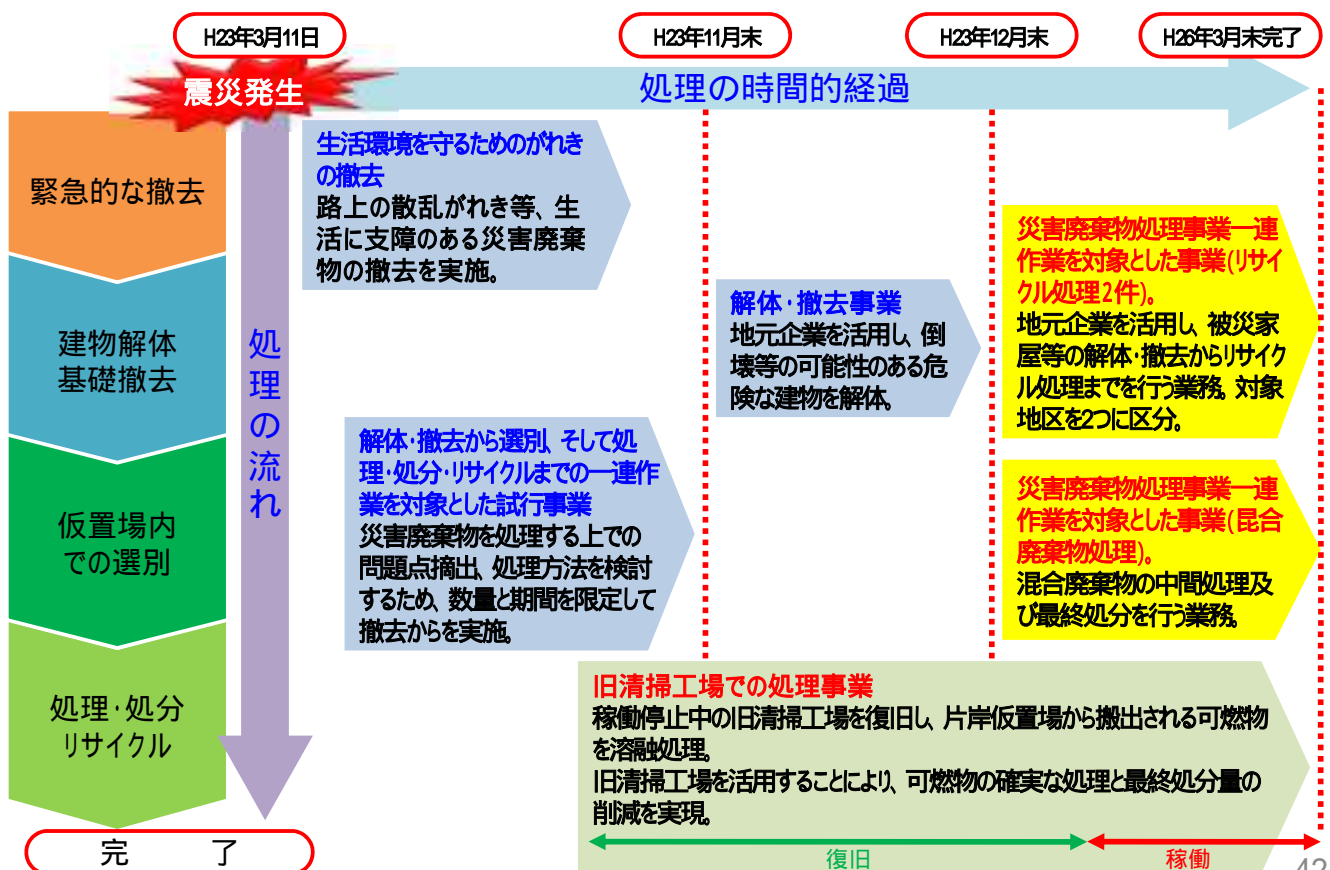 H23年3月11日
H23年11月末
H23年12月末
H26年3月末完了
震災発生
処理の時間的経過
緊急的な撤去
建物解体
基礎撤去
仮置場内
での選別
処理・処分
リサイクル
完 了
処理の流れ
生活環境を守るためのがれき
の撤去
路上の散乱がれき等、生
活に支障のある災害廃棄
物の撤去を実施。
解体・撤去から選別、そして処
理・処分・リサイクルまでの一連作
業を対象とした試行事業
災害廃棄物を処理する上での
問題点摘出、処理方法を検討
するため、数量と期間を限定して
撤去からを実施。
解体・撤去事業
地元企業を活用し、倒
壊等の可能性のある危
険な建物を解体。
災害廃棄物処理事業一連
作業を対象とした事業(リサイ
クル処理2件)。
地元企業を活用し、被災家
屋等の解体・撤去からリサイク
ル処理までを行う業務。対象
地区を2つに区分。
災害廃棄物処理事業一連
作業を対象とした事業(昆合
廃棄物処理)。
混合廃棄物の中間処理及
び最終処分を行う業務。
旧清掃工場での処理事業
稼働停止中の旧清掃工場を復旧し、片岸仮置場から搬出される可燃物
を溶融処理。
旧清掃工場を活用することにより、可燃物の確実な処理と最終処分量の
削減を実現。
復旧
稼働
42